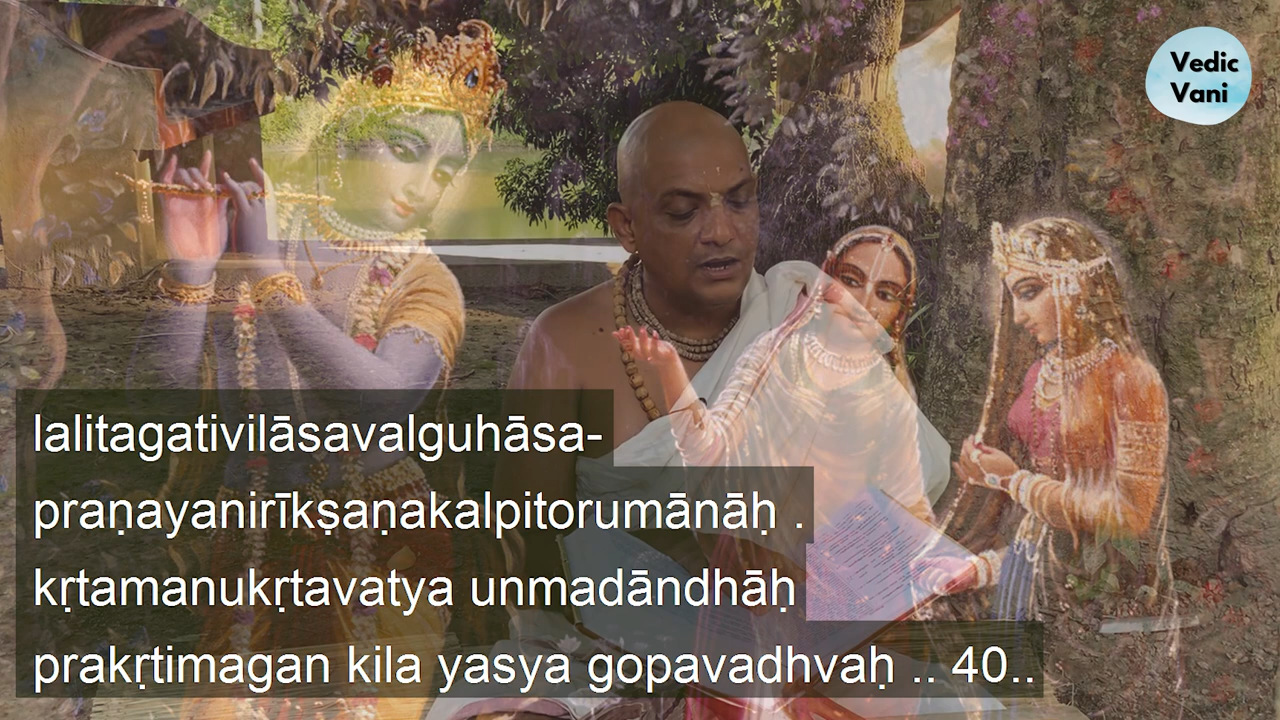 Vedic
Vani
lalitagativilāsavalguhāsa-
praṇayanirīkṣaṇakalpitorumānāḥ .
kṛtamanukṛtavatya unmadāndhāḥ
prakṛtimagan kila yasya gopavadhvaḥ .. 40..